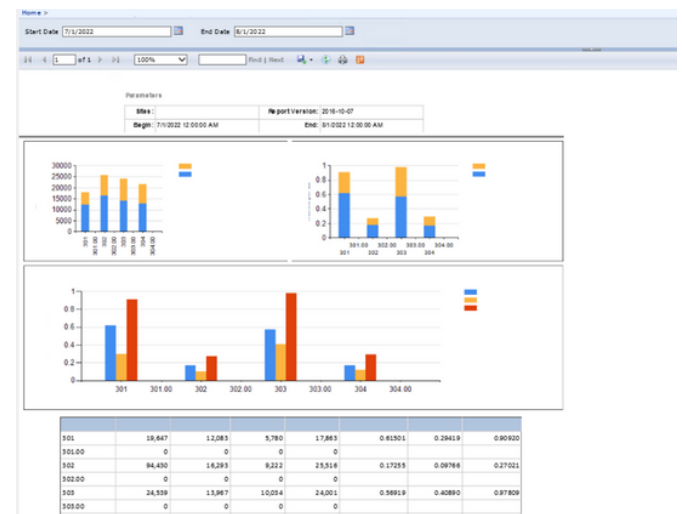 Home >
Start Date 7/1/2022 End Date 8/1/2022
1 of 1 100% Find | Next
Parameters
Sites: Report Version: 2016-10-07
Begin: 7/1/2022 12:00:00 AM End: 8/1/2022 12:00:00 AM
30000
25000
20000
15000
10000
5000
0
301 301.00 302 302.00 303 303.00 304 304.00
1
0.8
0.6
0.4
0.2
0
301.00 302.00 303.00 304.00
301 302 303 304
1
0.8
0.6
0.4
0.2
0
301 301.00 302 302.00 303 303.00 304 304.00
301 19,647 12,083 5,780 17,863 0.61501 0.29419 0.90920
301.00 0 0 0
302 94,430 16,293 9,222 25,516 0.17255 0.09766 0.27021
302.00 0 0 0
303 24,539 13,967 10,034 24,001 0.56919 0.40890 0.97809
303.00 0 0 0